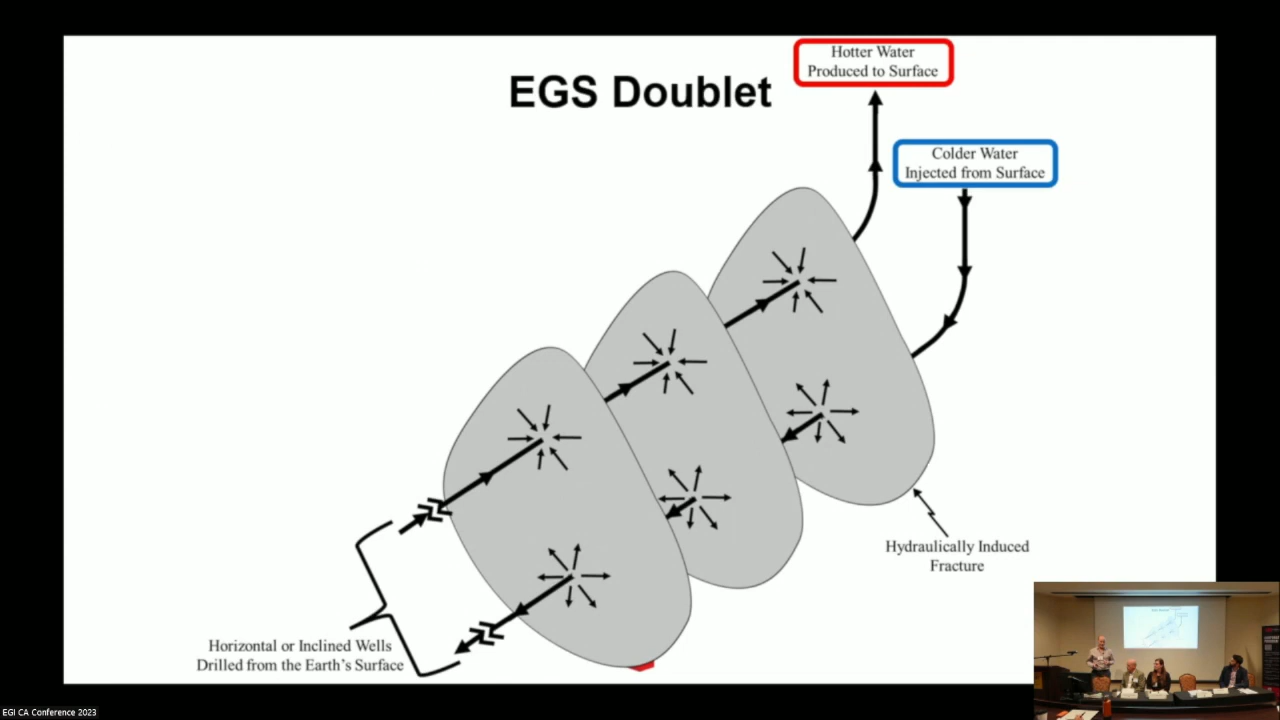 EGS Doublet
Hotter Water
Produced to Surface
Colder Water
Injected from Surface
Hydraulically Induced
Fracture
Horizontal or Inclined Wells
Drilled from the Earth's Surface
EGI CA Conference 2023